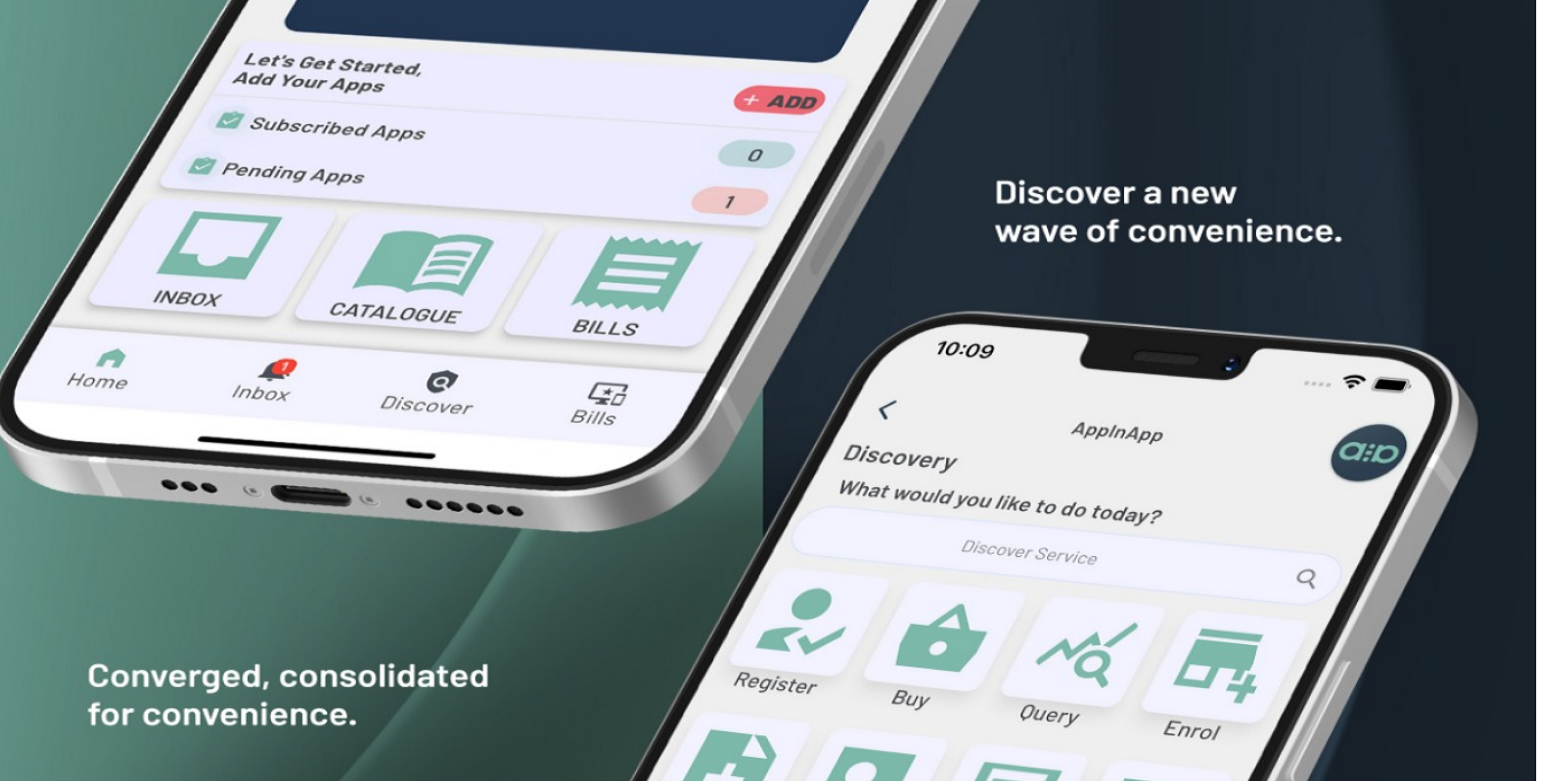 Let's Get Started,
Add Your Apps
+ ADD
Subscribed Apps
0
Pending Apps
1
INBOX
CATALOGUE
BILLS
Home
1
Inbox
Discover
Bills
Discover a new
wave of convenience.
10:09
AppInApp
a:p
Discovery
What would you like to do today?
Discover Service
Register
Buy
Query
Enrol
Converged, consolidated
for convenience.